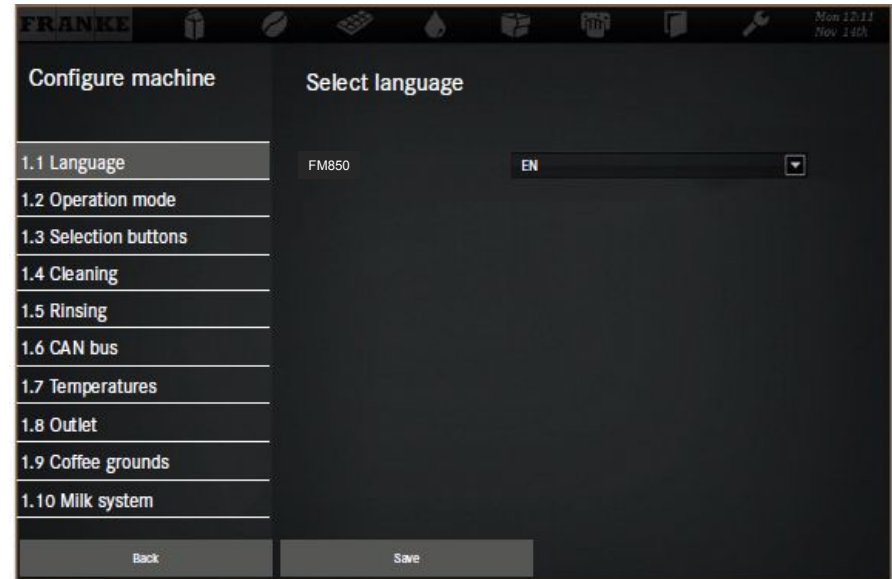 FRANKE
Mon 12:11
Nov 14th
Configure machine
Select language
1.1 Language
FM850
EN
1.2 Operation mode
1.3 Selection buttons
1.4 Cleaning
1.5 Rinsing
1.6 CAN bus
1.7 Temperatures
1.8 Outlet
1.9 Coffee grounds
1.10 Milk system
Back
Save